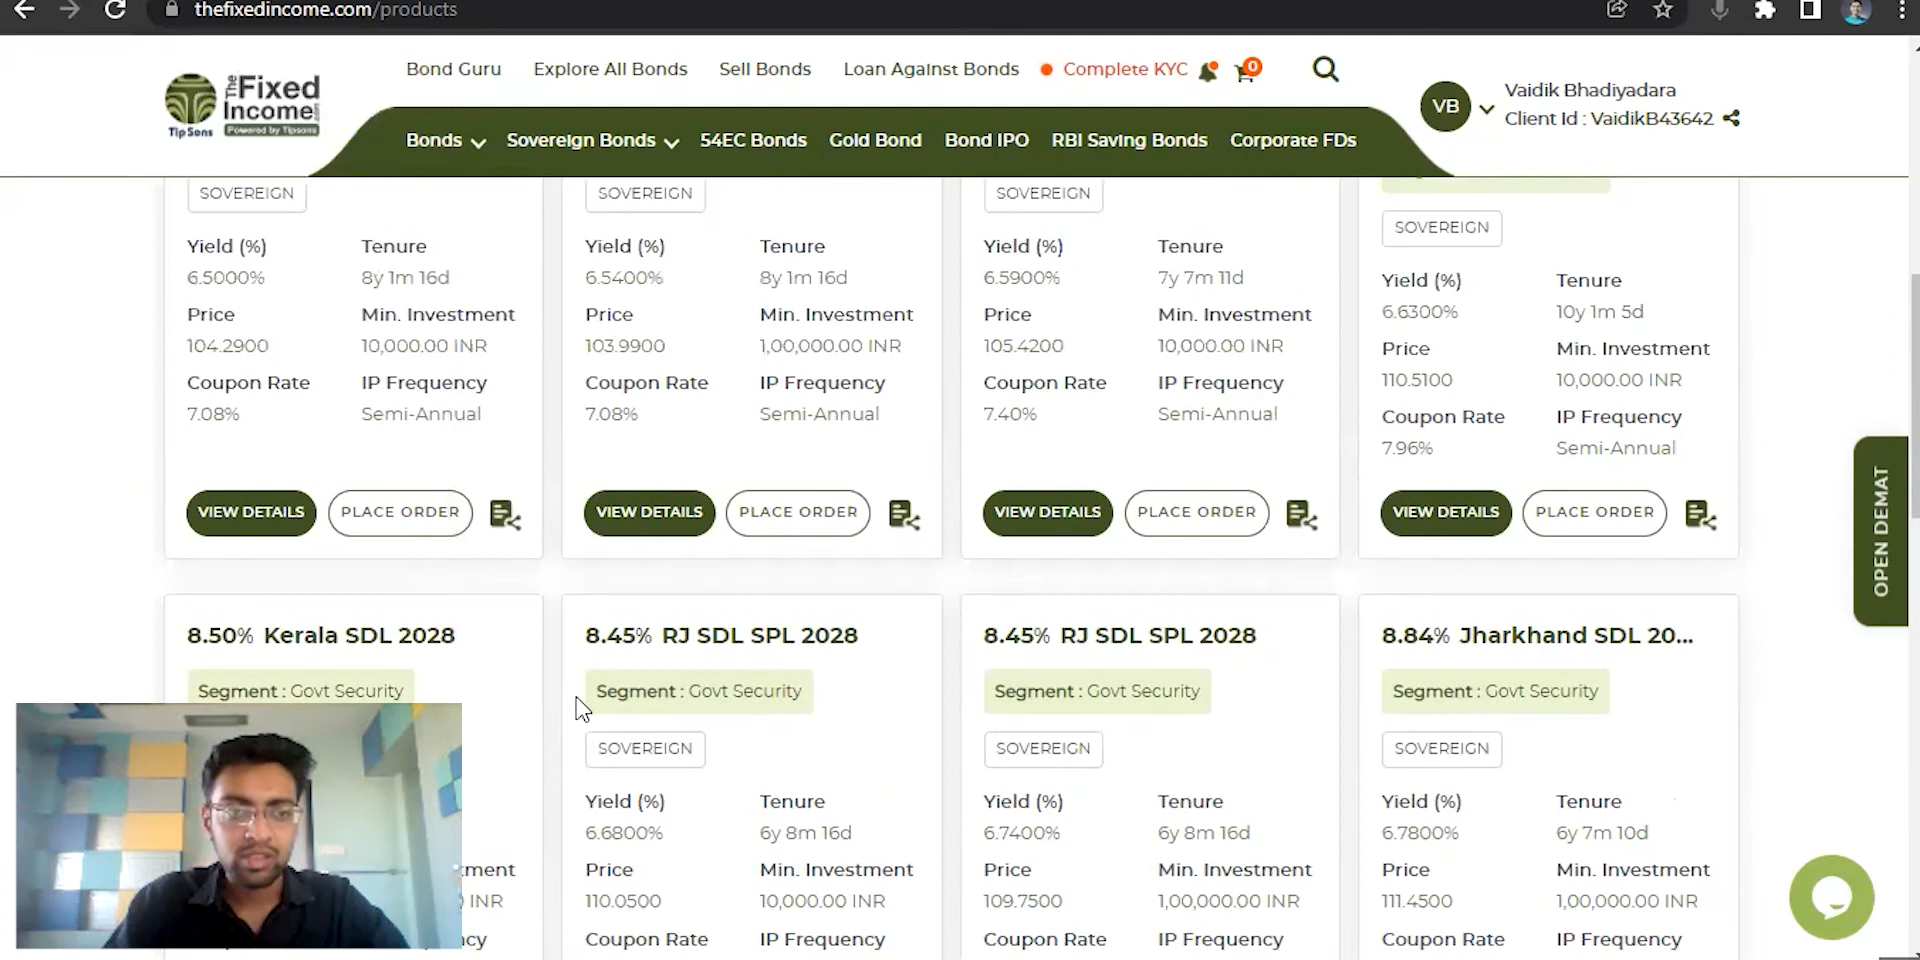 thefixedincome.com/products
Bond Guru Explore All Bonds Sell Bonds Loan Against Bonds Complete KYC 0
The Fixed Income.com
Powered by Tipsons
TipSons
VB Vaidik Bhadiyadara
Client Id : VaidikB43642
Bonds Sovereign Bonds 54EC Bonds Gold Bond Bond IPO RBI Saving Bonds Corporate FDs
SOVEREIGN
Yield (%) Tenure
6.5000% 8y 1m 16d
Price Min. Investment
104.2900 10,000.00 INR
Coupon Rate IP Frequency
7.08% Semi-Annual
VIEW DETAILS PLACE ORDER
SOVEREIGN
Yield (%) Tenure
6.5400% 8y 1m 16d
Price Min. Investment
103.9900 1,00,000.00 INR
Coupon Rate IP Frequency
7.08% Semi-Annual
VIEW DETAILS PLACE ORDER
SOVEREIGN
Yield (%) Tenure
6.5900% 7y 7m 11d
Price Min. Investment
105.4200 10,000.00 INR
Coupon Rate IP Frequency
7.40% Semi-Annual
VIEW DETAILS PLACE ORDER
SOVEREIGN
Yield (%) Tenure
6.6300% 10y 1m 5d
Price Min. Investment
110.5100 10,000.00 INR
Coupon Rate IP Frequency
7.96% Semi-Annual
VIEW DETAILS PLACE ORDER
OPEN DEMAT
8.50% Kerala SDL 2028
Segment : Govt Security
INR
8.45% RJ SDL SPL 2028
Segment : Govt Security
SOVEREIGN
Yield (%) Tenure
6.6800% 6y 8m 16d
Price Min. Investment
110.0500 10,000.00 INR
Coupon Rate IP Frequency
8.45% RJ SDL SPL 2028
Segment : Govt Security
SOVEREIGN
Yield (%) Tenure
6.7400% 6y 8m 16d
Price Min. Investment
109.7500 1,00,000.00 INR
Coupon Rate IP Frequency
8.84% Jharkhand SDL 20...
Segment : Govt Security
SOVEREIGN
Yield (%) Tenure
6.7800% 6y 7m 10d
Price Min. Investment
111.4500 1,00,000.00 INR
Coupon Rate IP Frequency